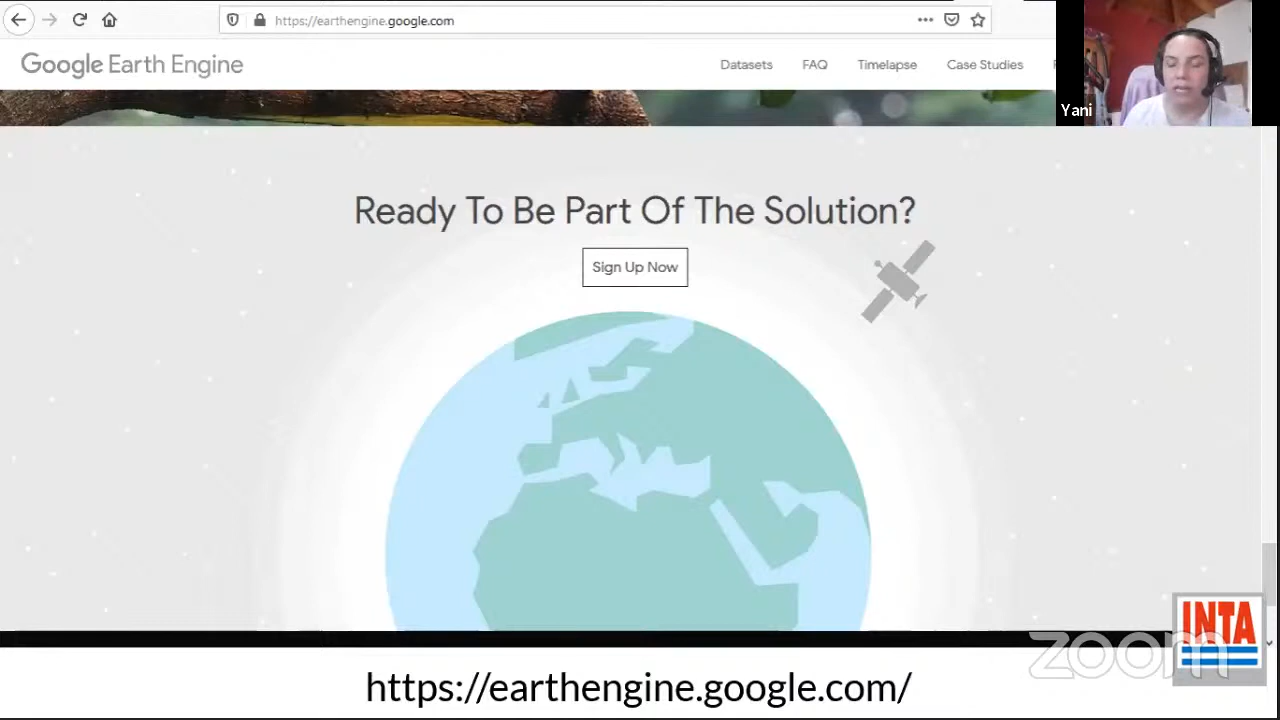 https://earthengine.google.com
Google Earth Engine
Datasets
FAQ
Timelapse
Case Studies
Yani
Ready To Be Part Of The Solution?
Sign Up Now
INTA
zoom
https://earthengine.google.com/